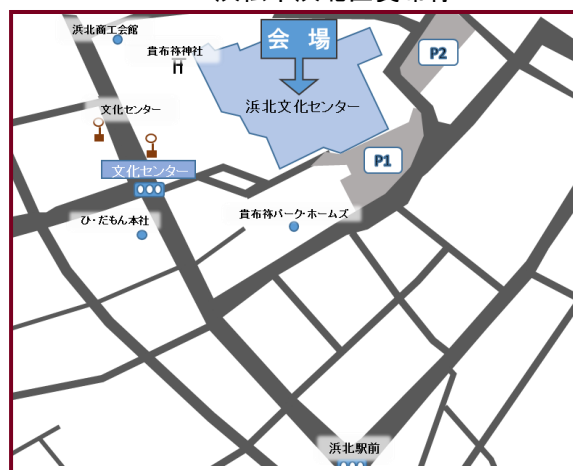 浜北商工会館
貴布祢神社
会 場
P2
浜北文化センター
文化センター
P1
文化センター
ひ・だもん本社
貴布祢パーク・ホームズ
浜北駅前